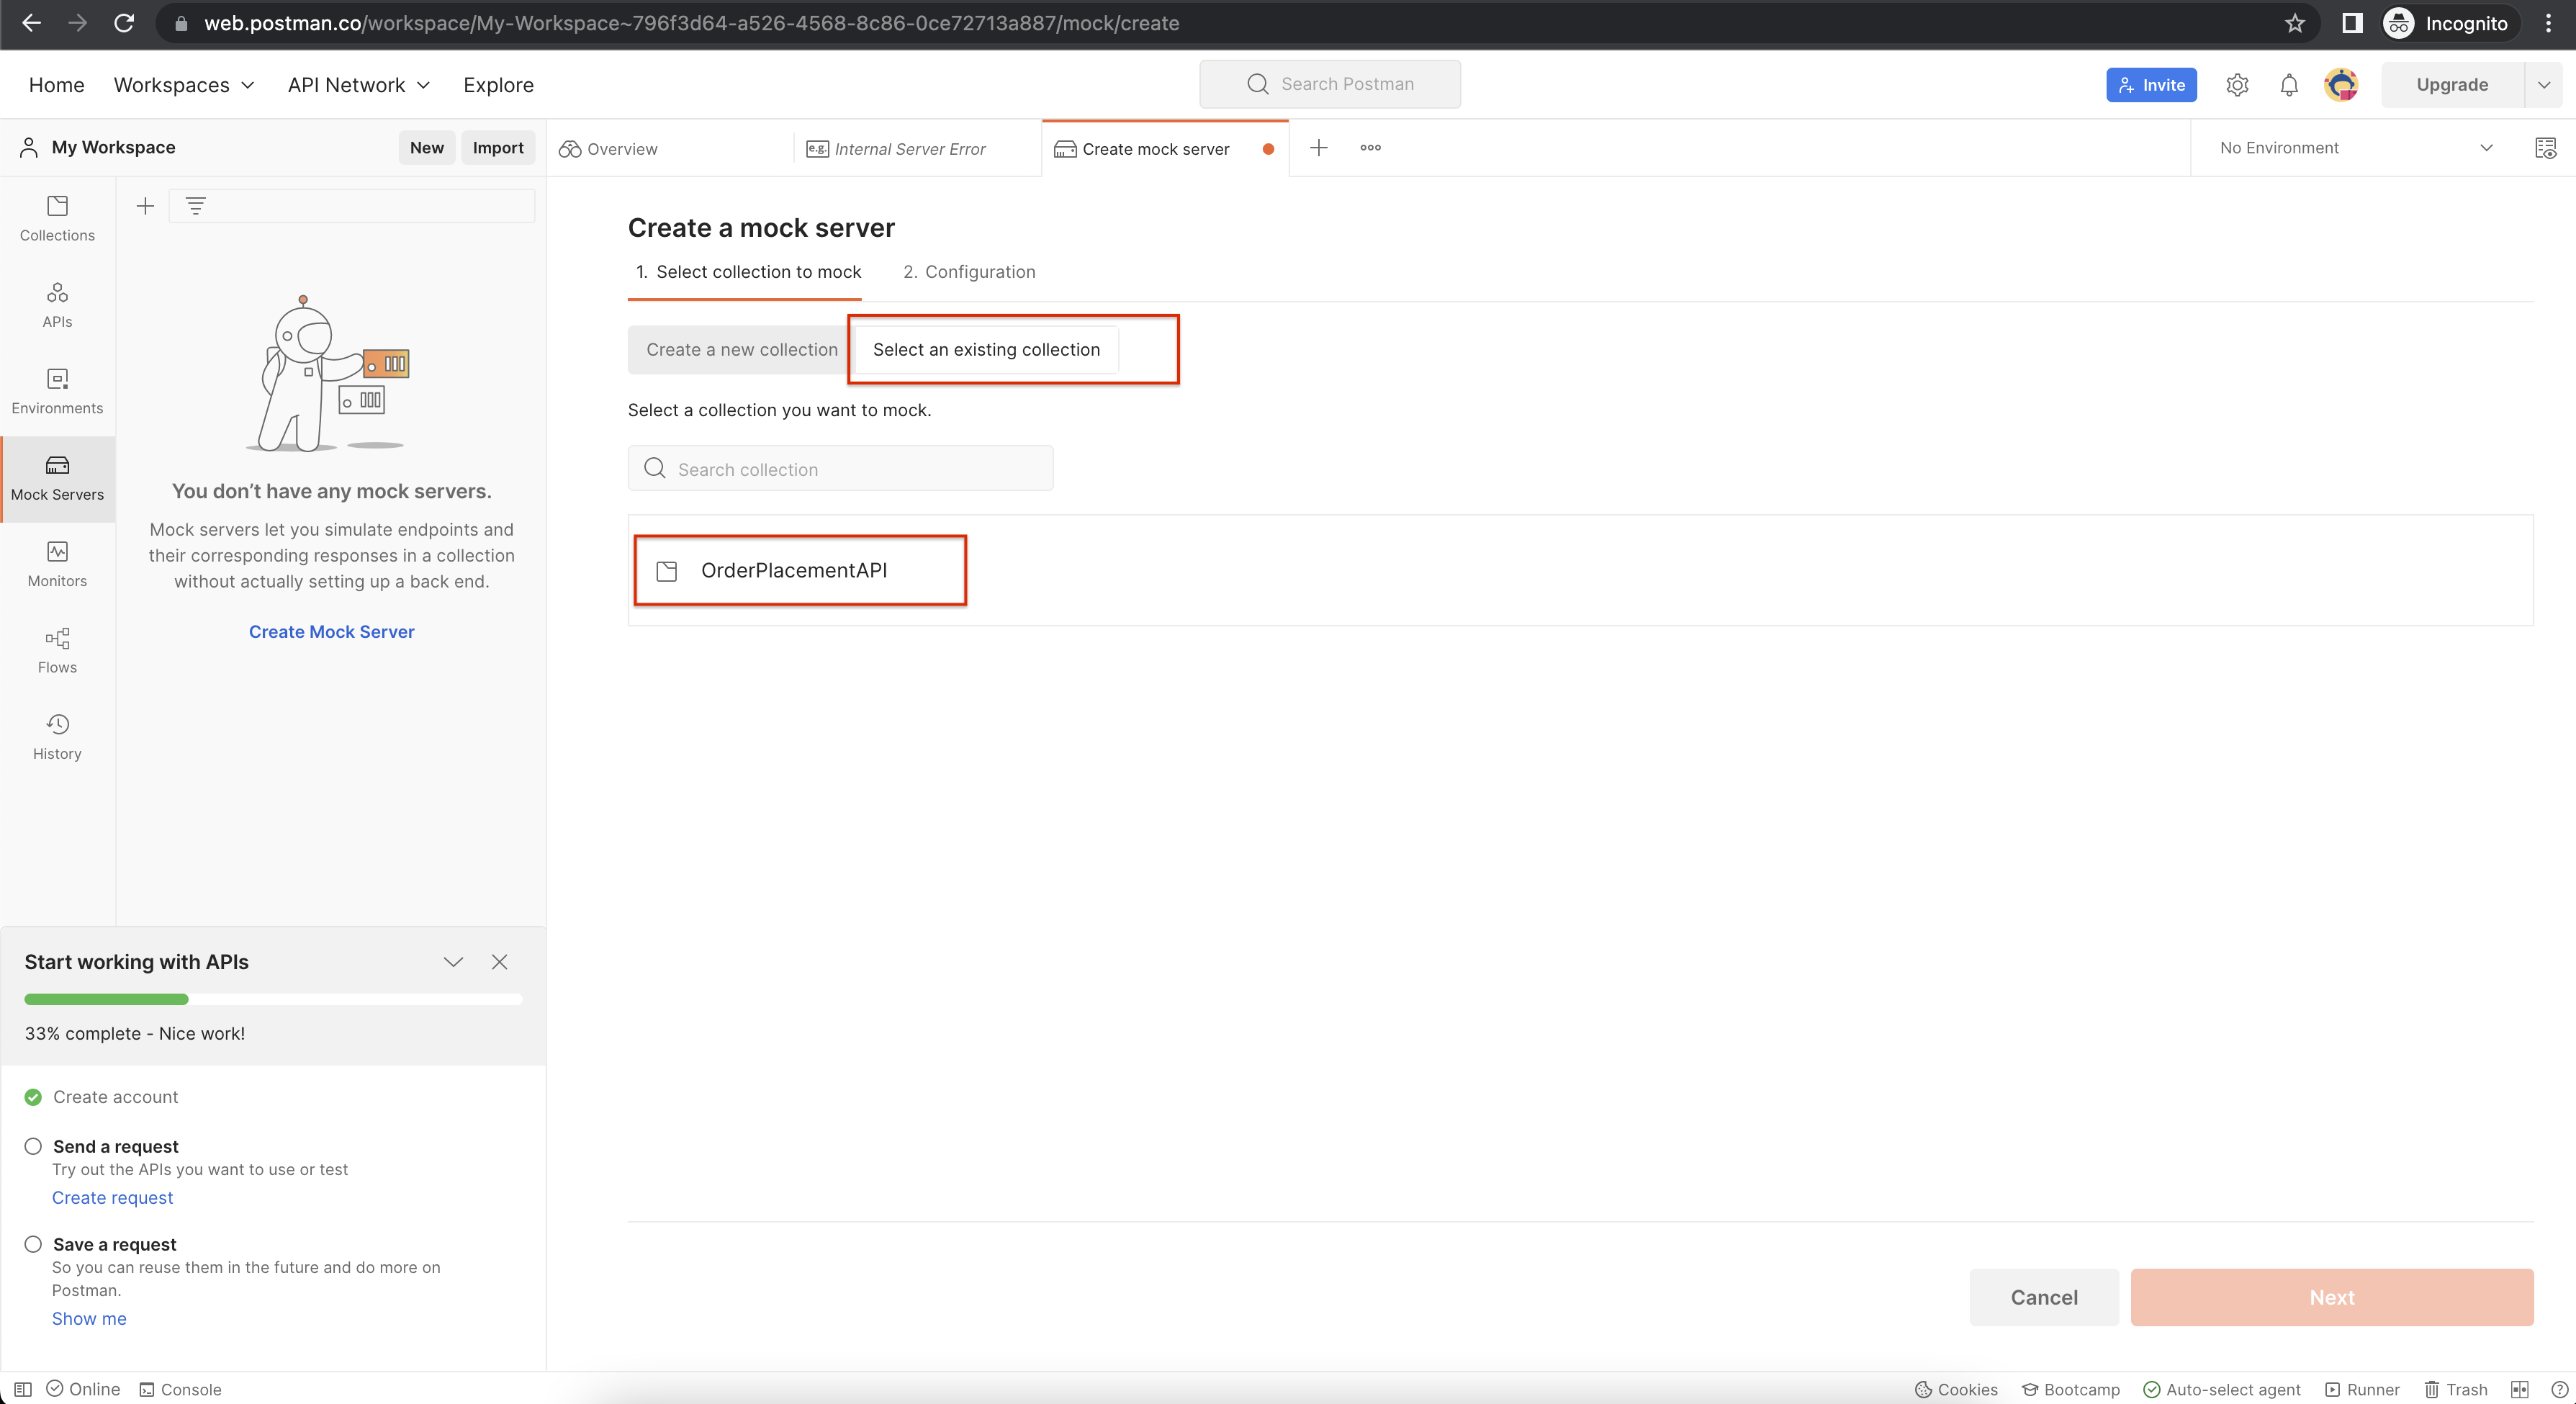 web.postman.co/workspace/My-Workspace~796f3d64-a526-4568-8c86-0ce72713a887/mock/create
Incognito
Home
Workspaces
API Network
Explore
Search Postman
Invite
Upgrade
My Workspace
New
Import
Overview
e.g. Internal Server Error
Create mock server
No Environment
Collections
APIs
Environments
Mock Servers
Monitors
Flows
History
You don’t have any mock servers.
Mock servers let you simulate endpoints and
their corresponding responses in a collection
without actually setting up a back end.
Create Mock Server
Start working with APIs
33% complete - Nice work!
Create account
Send a request
Try out the APIs you want to use or test
Create request
Save a request
So you can reuse them in the future and do more on
Postman.
Show me
Create a mock server
1. Select collection to mock
2. Configuration
Create a new collection
Select an existing collection
Select a collection you want to mock.
Search collection
OrderPlacementAPI
Cancel
Next
Online
Console
Cookies
Bootcamp
Auto-select agent
Runner
Trash